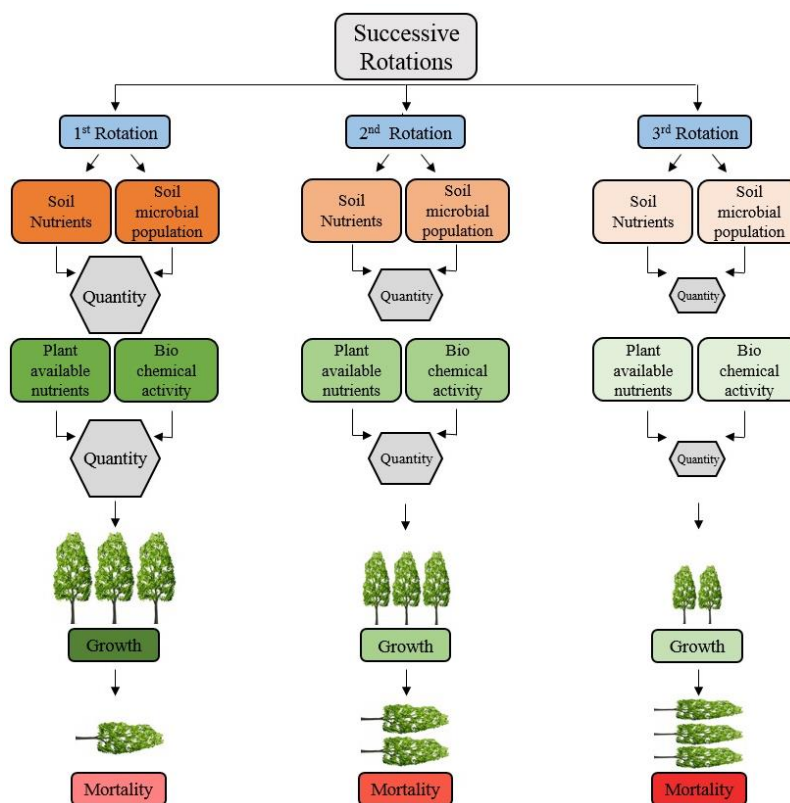 Successive
Rotations
1st Rotation
2nd Rotation
3rd Rotation
Soil
Nutrients
Soil
microbial
population
Soil
Nutrients
Soil
microbial
population
Soil
Nutrients
Soil
microbial
population
Quantity
Quantity
Quantity
Plant
available
nutrients
Bio
chemical
activity
Plant
available
nutrients
Bio
chemical
activity
Plant
available
nutrients
Bio
chemical
activity
Quantity
Quantity
Quantity
Growth
Growth
Growth
Mortality
Mortality
Mortality